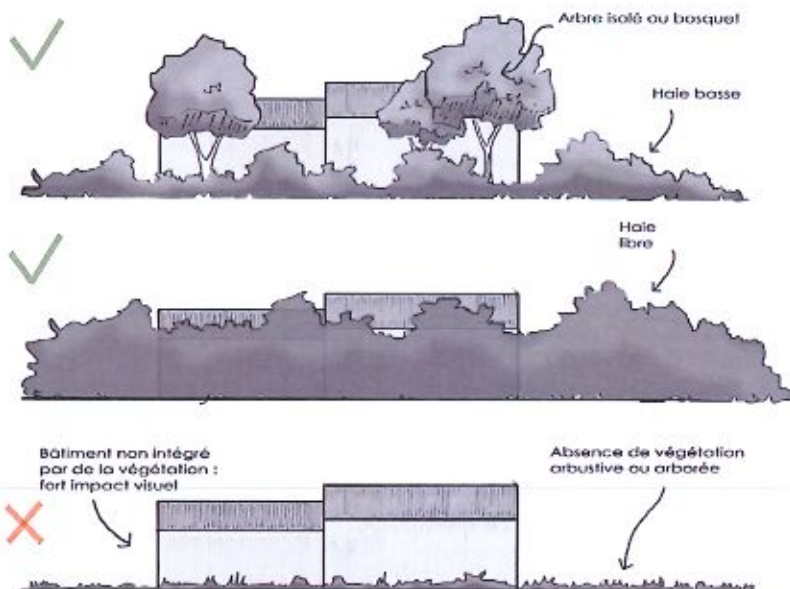 Arbre isolé ou bosquet
Haie basse
Haie
libre
Bâtiment non intégré
par de la végétation :
fort impact visuel
Absence de végétation
arbustive ou arborée